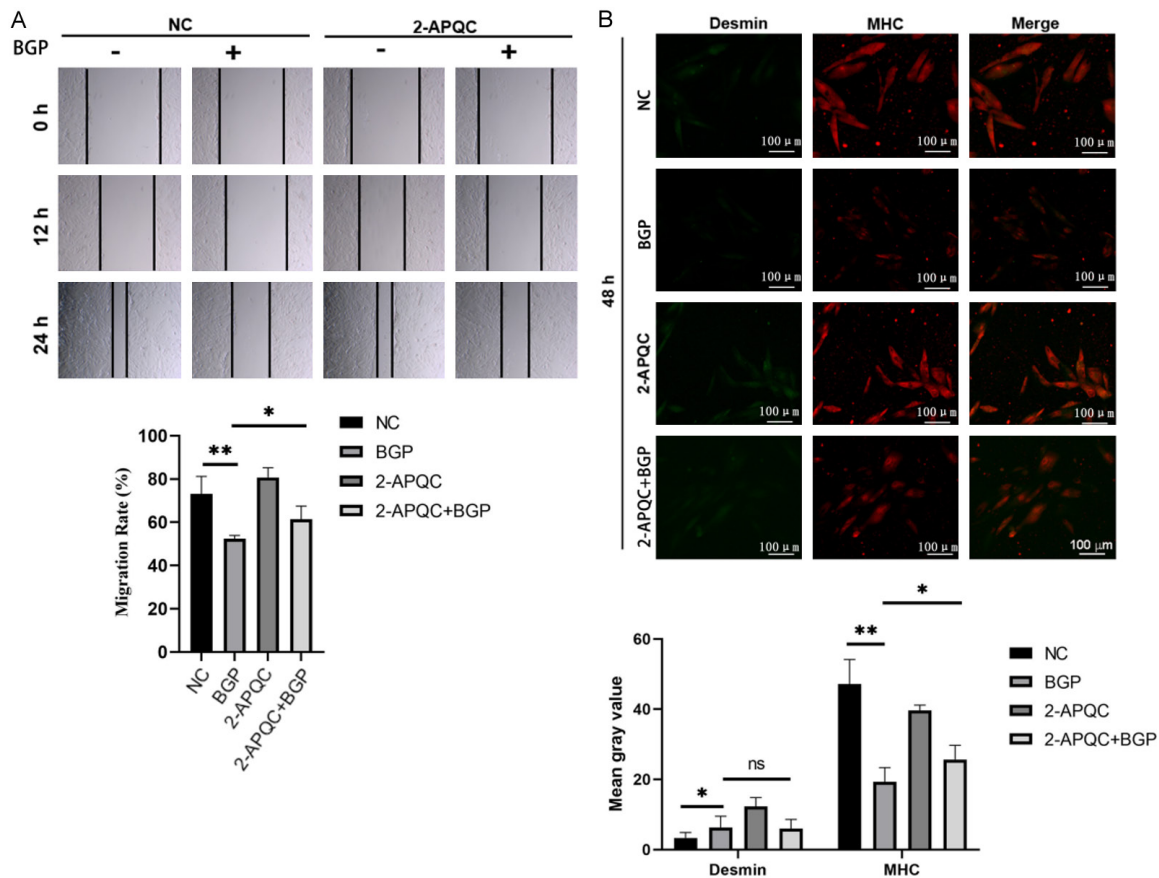 A
NC
2-APQC
BGP
-
+
-
+
0 h
12 h
24 h
100
80
60
40
20
0
Migration Rate (%)
**
*
NC
BGP
2-APQC
2-APQC+BGP
NC
BGP
2-APQC
2-APQC+BGP
B
Desmin
MHC
Merge
48 h
NC
100 μm
100 μm
100 μm
BGP
100 μm
100 μm
100 μm
2-APQC
100 μm
100 μm
100 μm
2-APQC+BGP
100 μm
100 μm
100 μm
60
40
20
0
Mean gray value
*
ns
**
*
Desmin
MHC
NC
BGP
2-APQC
2-APQC+BGP